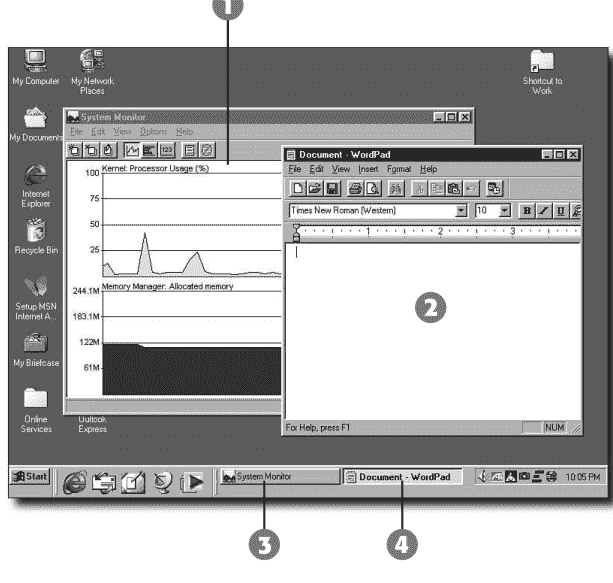 1
My Computer
My Network
Places
Shortcut to
Work
My Documents
Internet
Explorer
Recycle Bin
Setup MSN
Internet A...
My Briefcase
Online
Services
Outlook
Express
System Monitor
File Edit View Options Help
Kernel: Processor Usage (%)
100
75
50
25
Memory Manager: Allocated memory
244.1M
183.1M
122M
61M
Document - WordPad
File Edit View Insert Format Help
Times New Roman (Western) 10 B / U
1 2 3
2
For Help, press F1 NUM
Start System Monitor Document - WordPad 10:05 PM
3 4